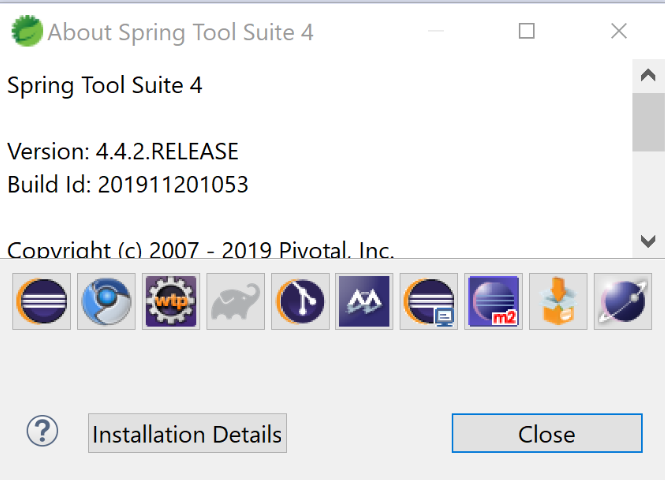 About Spring Tool Suite 4
Spring Tool Suite 4
Version: 4.4.2.RELEASE
Build Id: 201911201053
Copyright (c) 2007 - 2019 Pivotal, Inc.
wtp
m2
?
Installation Details
Close